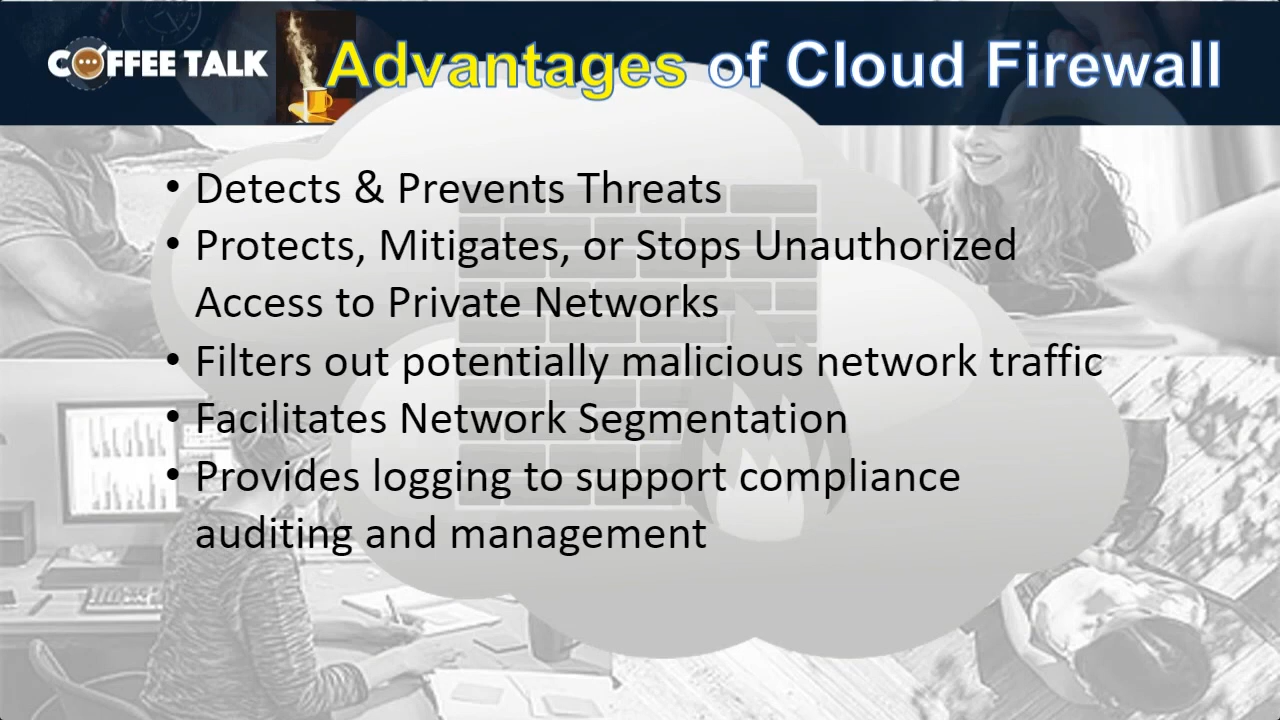 COFFEE TALK
Advantages of Cloud Firewall
• Detects & Prevents Threats
• Protects, Mitigates, or Stops Unauthorized
Access to Private Networks
• Filters out potentially malicious network traffic
• Facilitates Network Segmentation
• Provides logging to support compliance
auditing and management